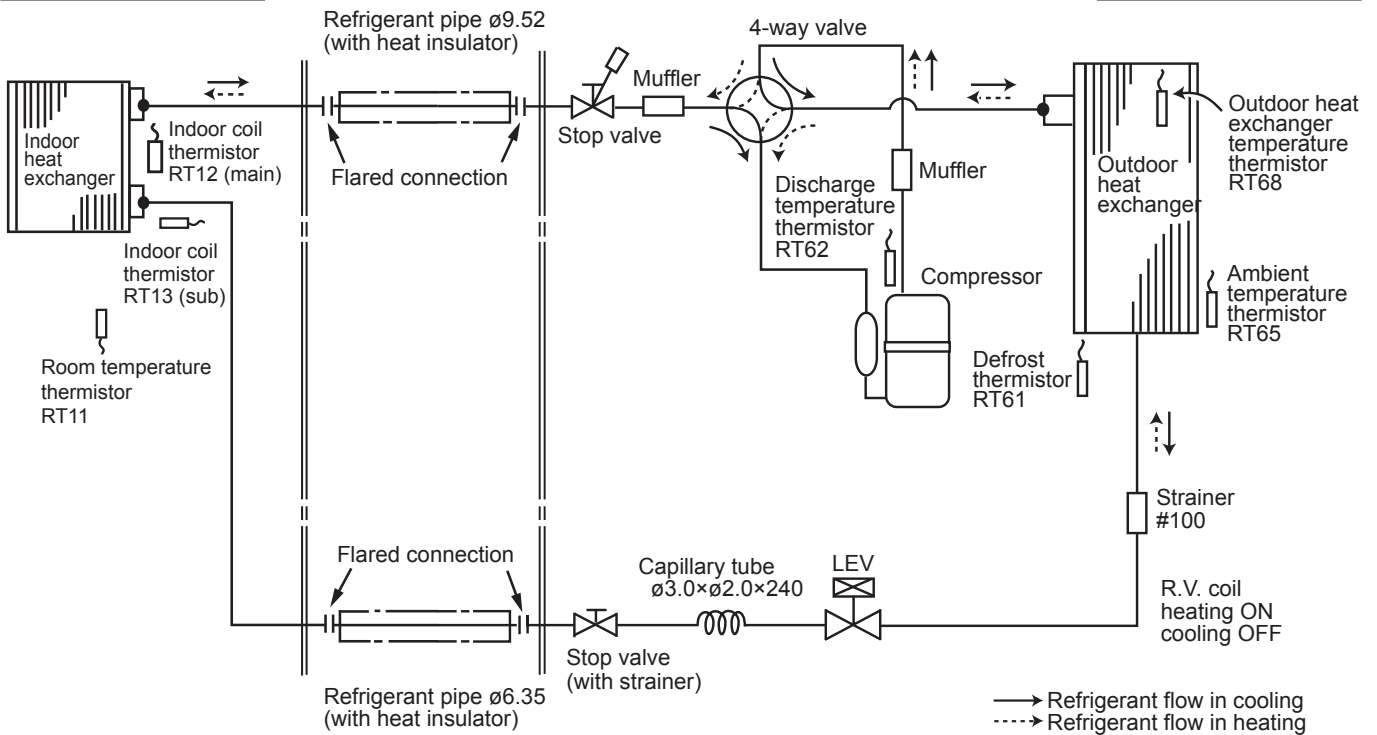 Refrigerant pipe ø9.52
(with heat insulator)
4-way valve
Muffler
Stop valve
Flared connection
Indoor
heat
exchanger
Indoor coil
thermistor
RT12 (main)
Indoor coil
thermistor
RT13 (sub)
Room temperature
thermistor
RT11
Discharge
temperature
thermistor
RT62
Muffler
Compressor
Outdoor
heat
exchanger
Outdoor heat
exchanger
temperature
thermistor
RT68
Ambient
temperature
thermistor
RT65
Defrost
thermistor
RT61
Strainer
#100
Flared connection
Capillary tube
ø3.0×ø2.0×240
LEV
R.V. coil
heating ON
cooling OFF
Stop valve
(with strainer)
Refrigerant pipe ø6.35
(with heat insulator)
Refrigerant flow in cooling
Refrigerant flow in heating